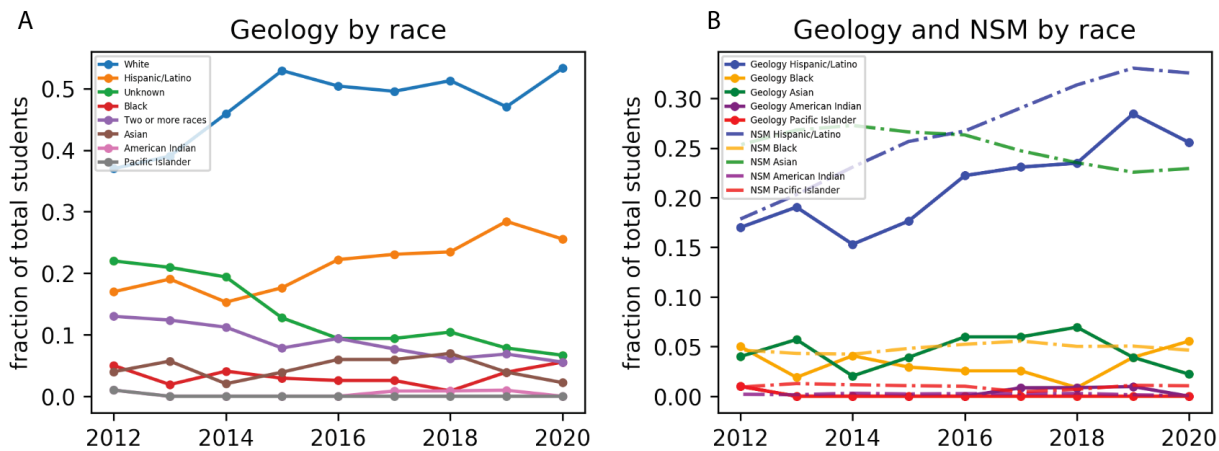 A
Geology by race
fraction of total students
0.5
0.4
0.3
0.2
0.1
0.0
White
Hispanic/Latino
Unknown
Black
Two or more races
Asian
American Indian
Pacific Islander
2012
2014
2016
2018
2020
B
Geology and NSM by race
fraction of total students
0.30
0.25
0.20
0.15
0.10
0.05
0.00
Geology Hispanic/Latino
Geology Black
Geology Asian
Geology American Indian
Geology Pacific Islander
NSM Hispanic/Latino
NSM Black
NSM Asian
NSM American Indian
NSM Pacific Islander
2012
2014
2016
2018
2020